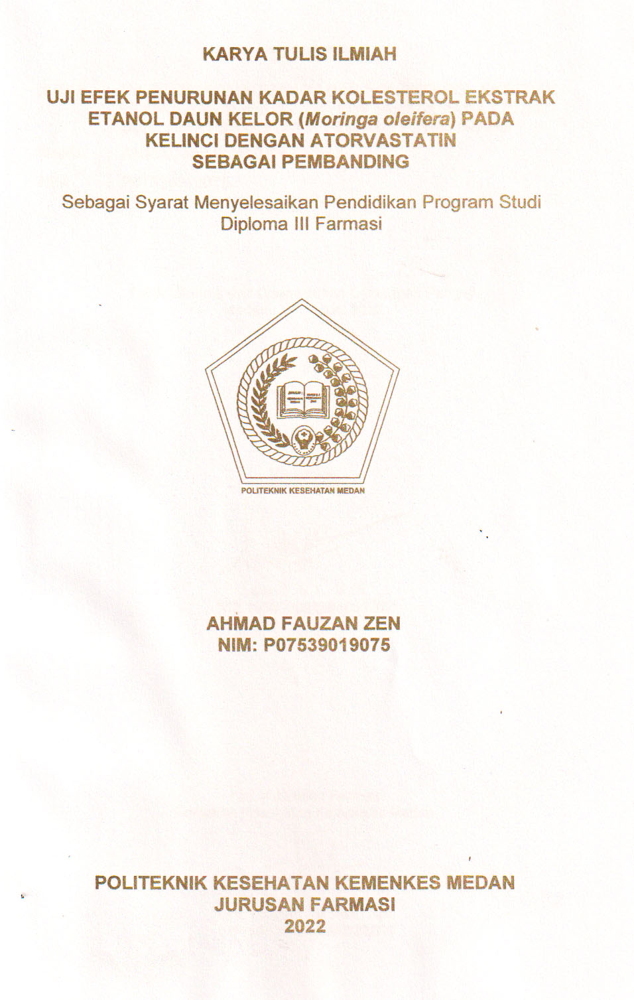 KARYA TULIS ILMIAH
UJI EFEK PENURUNAN KADAR KOLESTEROL EKSTRAK
ETANOL DAUN KELOR (Moringa oleifera) PADA
KELINCI DENGAN ATORVASTATIN
SEBAGAI PEMBANDING
Sebagai Syarat Menyelesaikan Pendidikan Program Studi
Diploma III Farmasi
POLITEKNIK KESEHATAN MEDAN
AHMAD FAUZAN ZEN
NIM: P07539019075
POLITEKNIK KESEHATAN KEMENKES MEDAN
JURUSAN FARMASI
2022